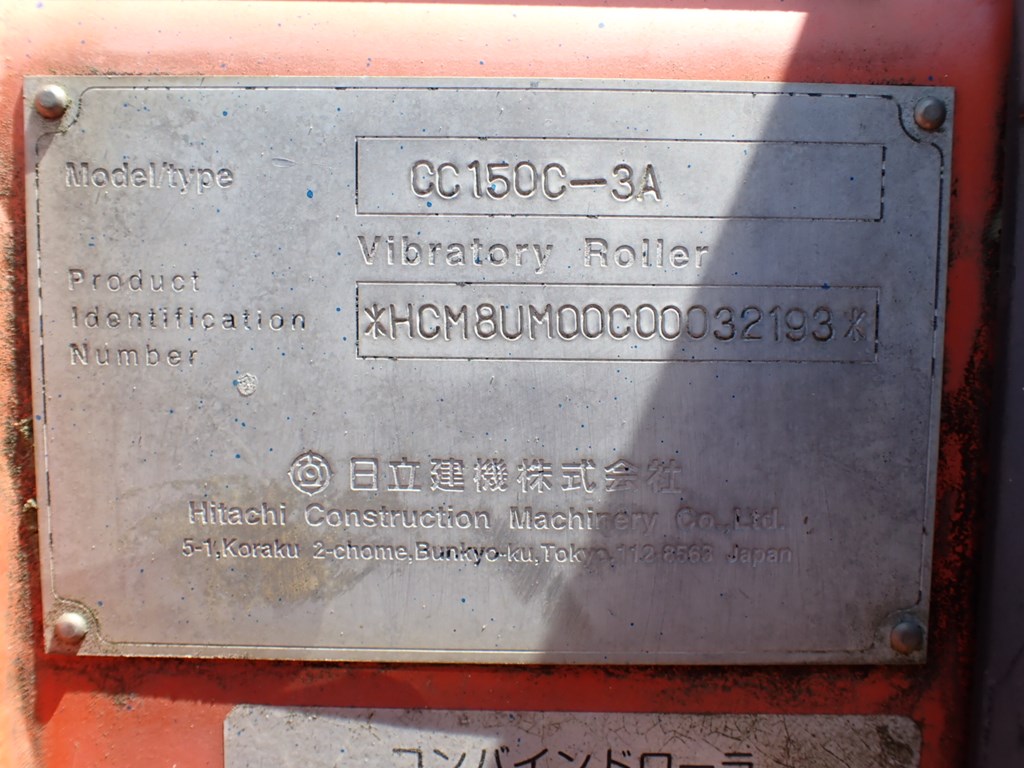 Model/type CC150C-3A
Vibratory Roller
Product
Identification
Number
*HCM8UM00C00032193*
日立建機株式会社
Hitachi Construction Machinery Co.,Ltd.
5-1,Koraku 2-chome,Bunkyo-ku,Tokyo,112-8563 Japan
コンバインドローラ